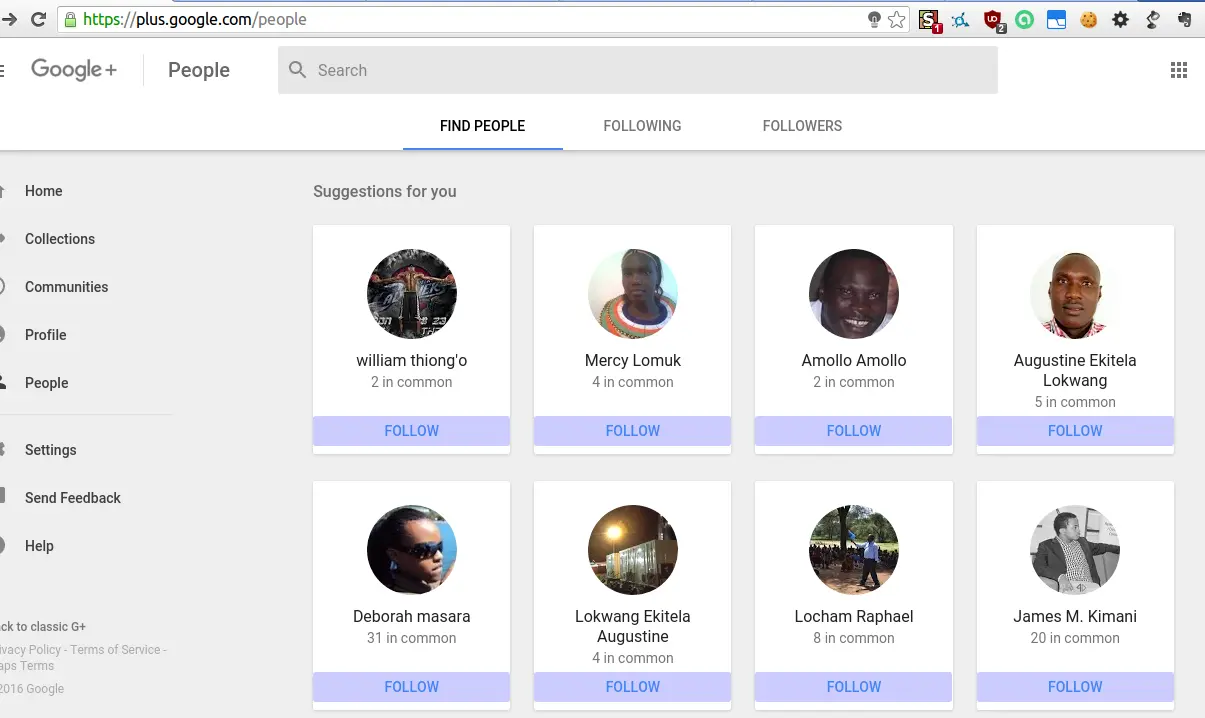 https://plus.google.com/people
1
2
Google+
People
Search
FIND PEOPLE
FOLLOWING
FOLLOWERS
Home
Collections
Communities
Profile
People
Settings
Send Feedback
Help
ck to classic G+
ivacy Policy - Terms of Service -
aps Terms
2016 Google
Suggestions for you
william thiong'o
2 in common
FOLLOW
Mercy Lomuk
4 in common
FOLLOW
Amollo Amollo
2 in common
FOLLOW
Augustine Ekitela
Lokwang
5 in common
FOLLOW
Deborah masara
31 in common
FOLLOW
Lokwang Ekitela
Augustine
4 in common
FOLLOW
Locham Raphael
8 in common
FOLLOW
James M. Kimani
20 in common
FOLLOW